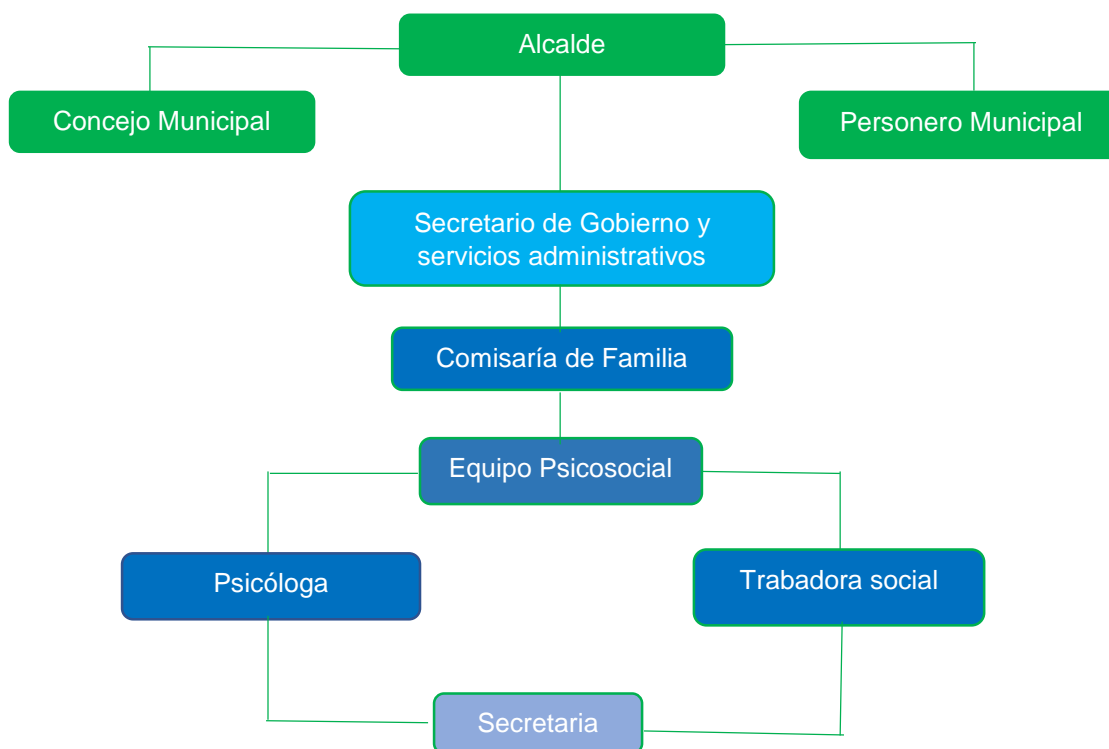 Alcalde
Concejo Municipal
Personero Municipal
Secretario de Gobierno y
servicios administrativos
Comisaría de Familia
Equipo Psicosocial
Psicóloga
Trabadora social
Secretaria